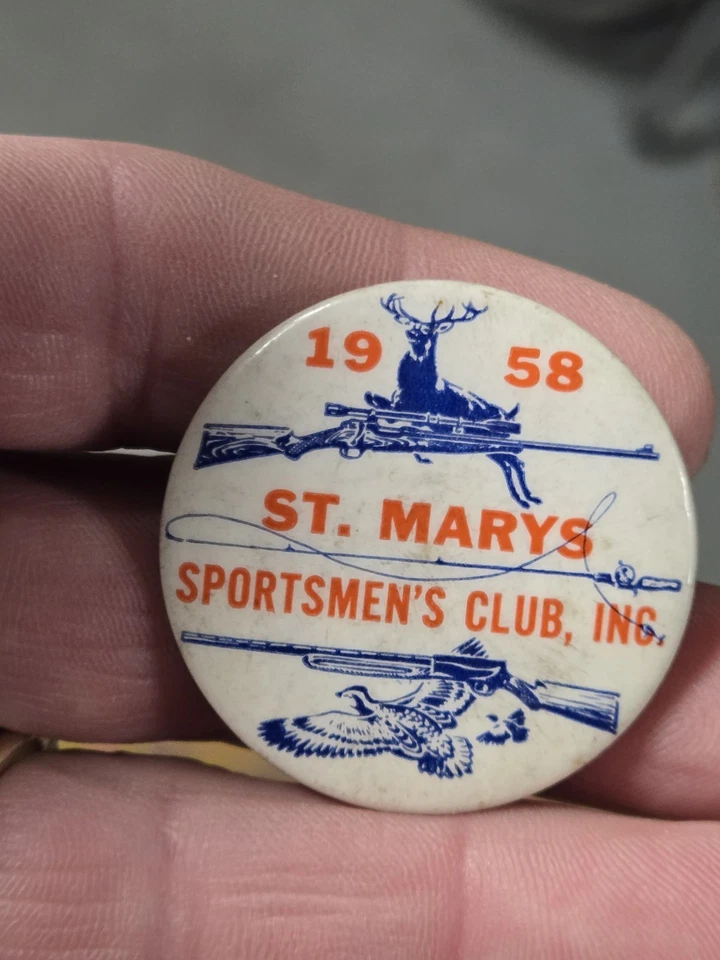 19 58
ST. MARYS
SPORTSMEN'S CLUB, INC.